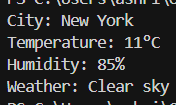 City: New York
Temperature: 11°C
Humidity: 85%
Weather: Clear sky